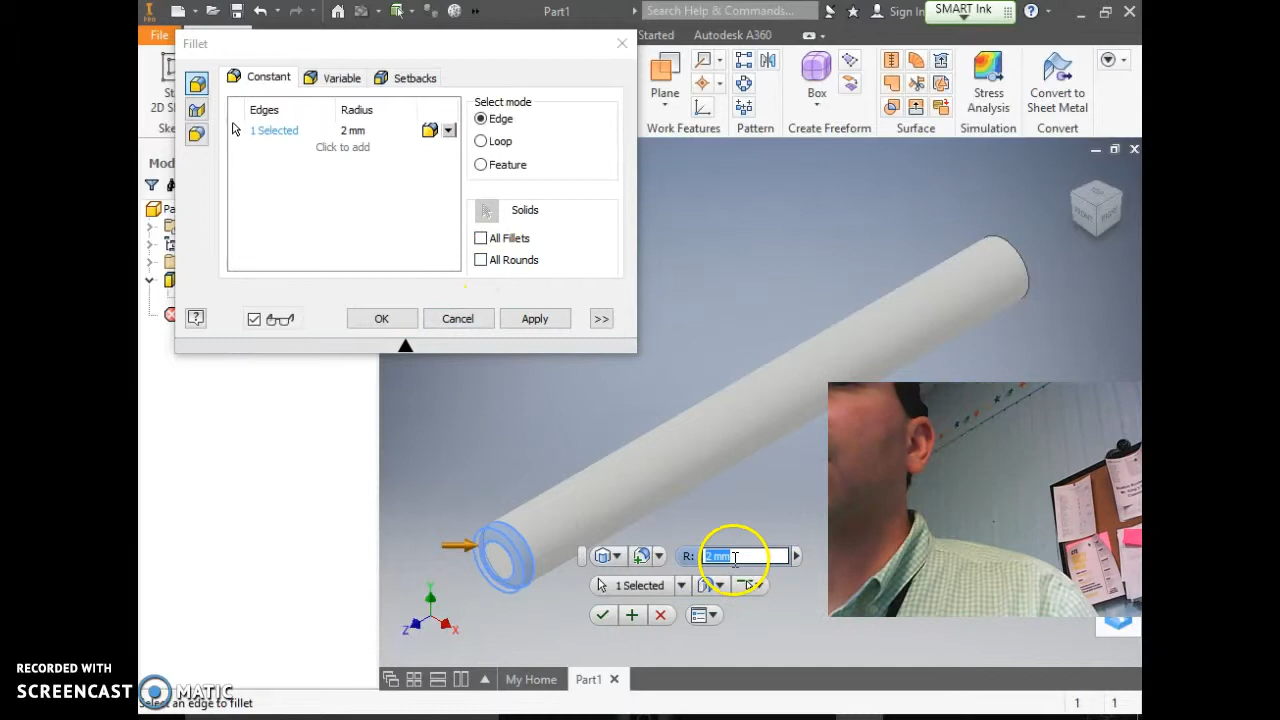 File
Part1
Search Help & Commands...
Sign In
SMART Ink
PRO
Started
Autodesk A360
Fillet
Constant
Variable
Setbacks
Edges
Radius
1 Selected
2 mm
Click to add
Select mode
Edge
Loop
Feature
Solids
All Fillets
All Rounds
OK
Cancel
Apply
>>
Plane
Work Features
Pattern
Box
Create Freeform
Surface
Stress
Analysis
Simulation
Convert to
Sheet Metal
Convert
FRONT
R:
2 mm
1 Selected
Y
Z
X
My Home
Part1
Select an edge to fillet
1
1
RECORDED WITH
SCREENCAST
MATIC